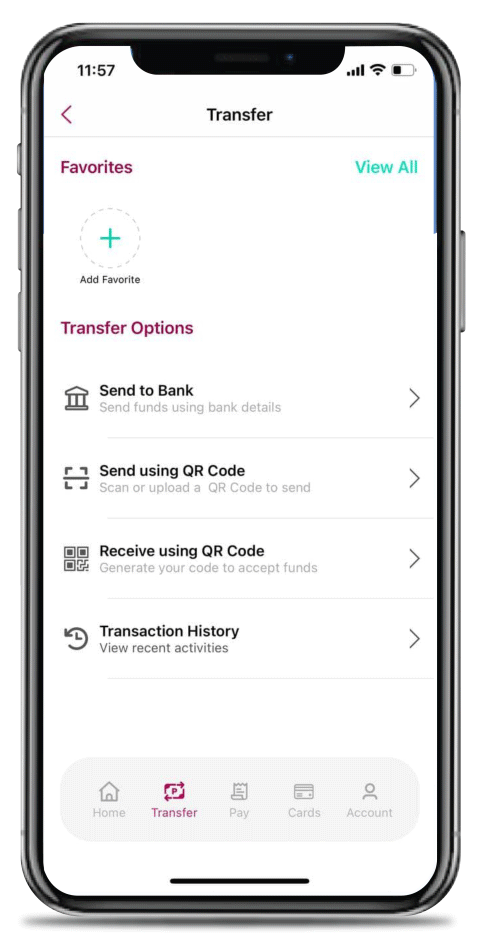 11:57
Transfer
Favorites
View All
Add Favorite
Transfer Options
Send to Bank
Send funds using bank details
Send using QR Code
Scan or upload a QR Code to send
Receive using QR Code
Generate your code to accept funds
Transaction History
View recent activities
P
Home Transfer Pay Cards Account